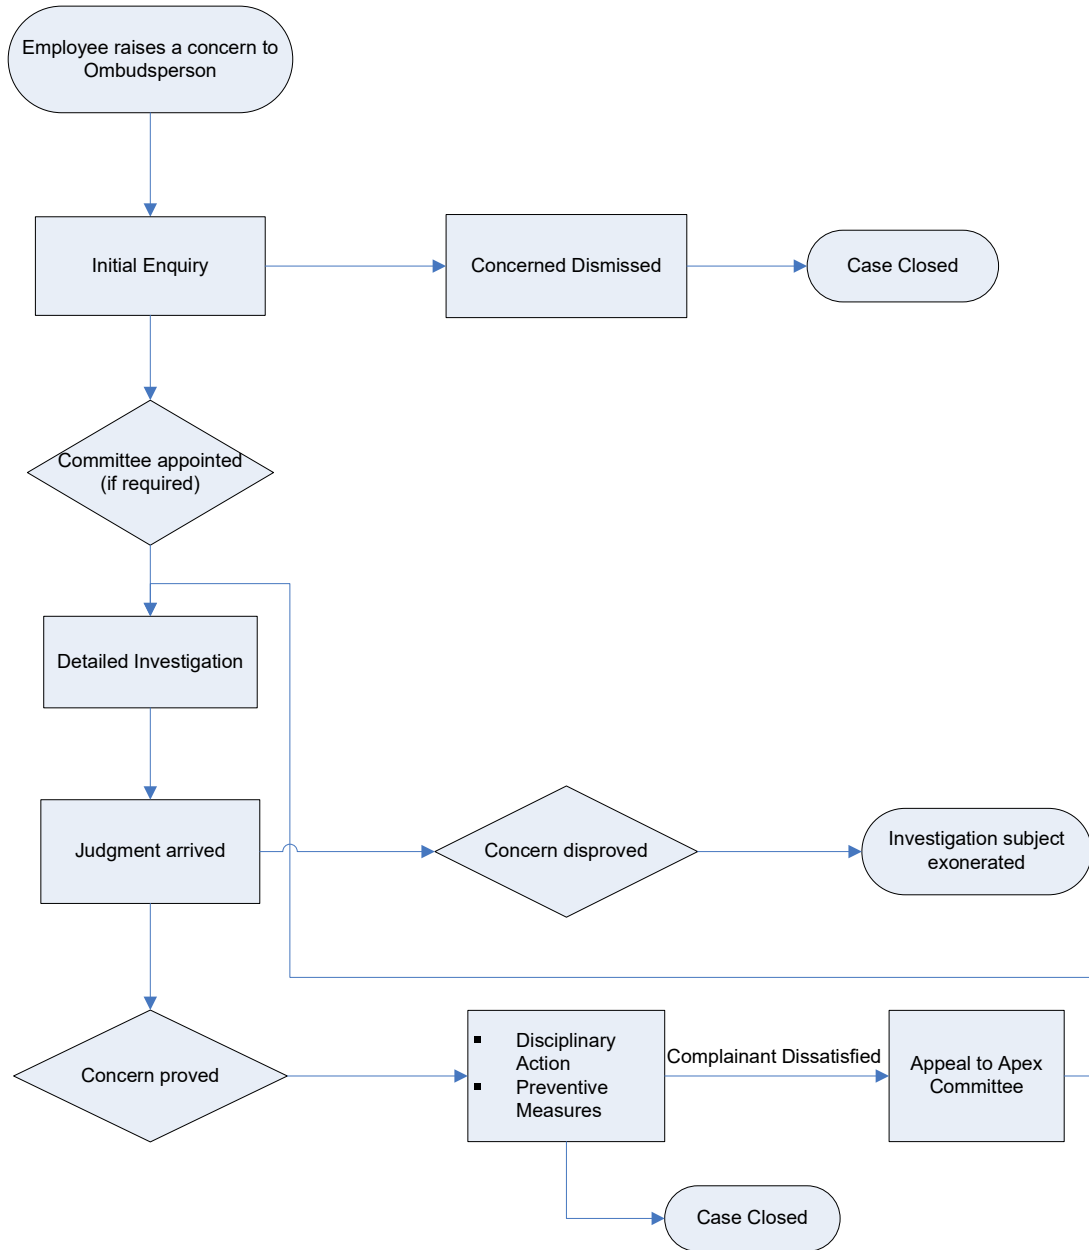 Employee raises a concern to
Ombudsperson
Initial Enquiry
Concerned Dismissed
Case Closed
Committee appointed
(if required)
Detailed Investigation
Judgment arrived
Concern disproved
Investigation subject
exonerated
Concern proved
▪ Disciplinary
Action
▪ Preventive
Measures
Complainant Dissatisfied
Appeal to Apex
Committee
Case Closed